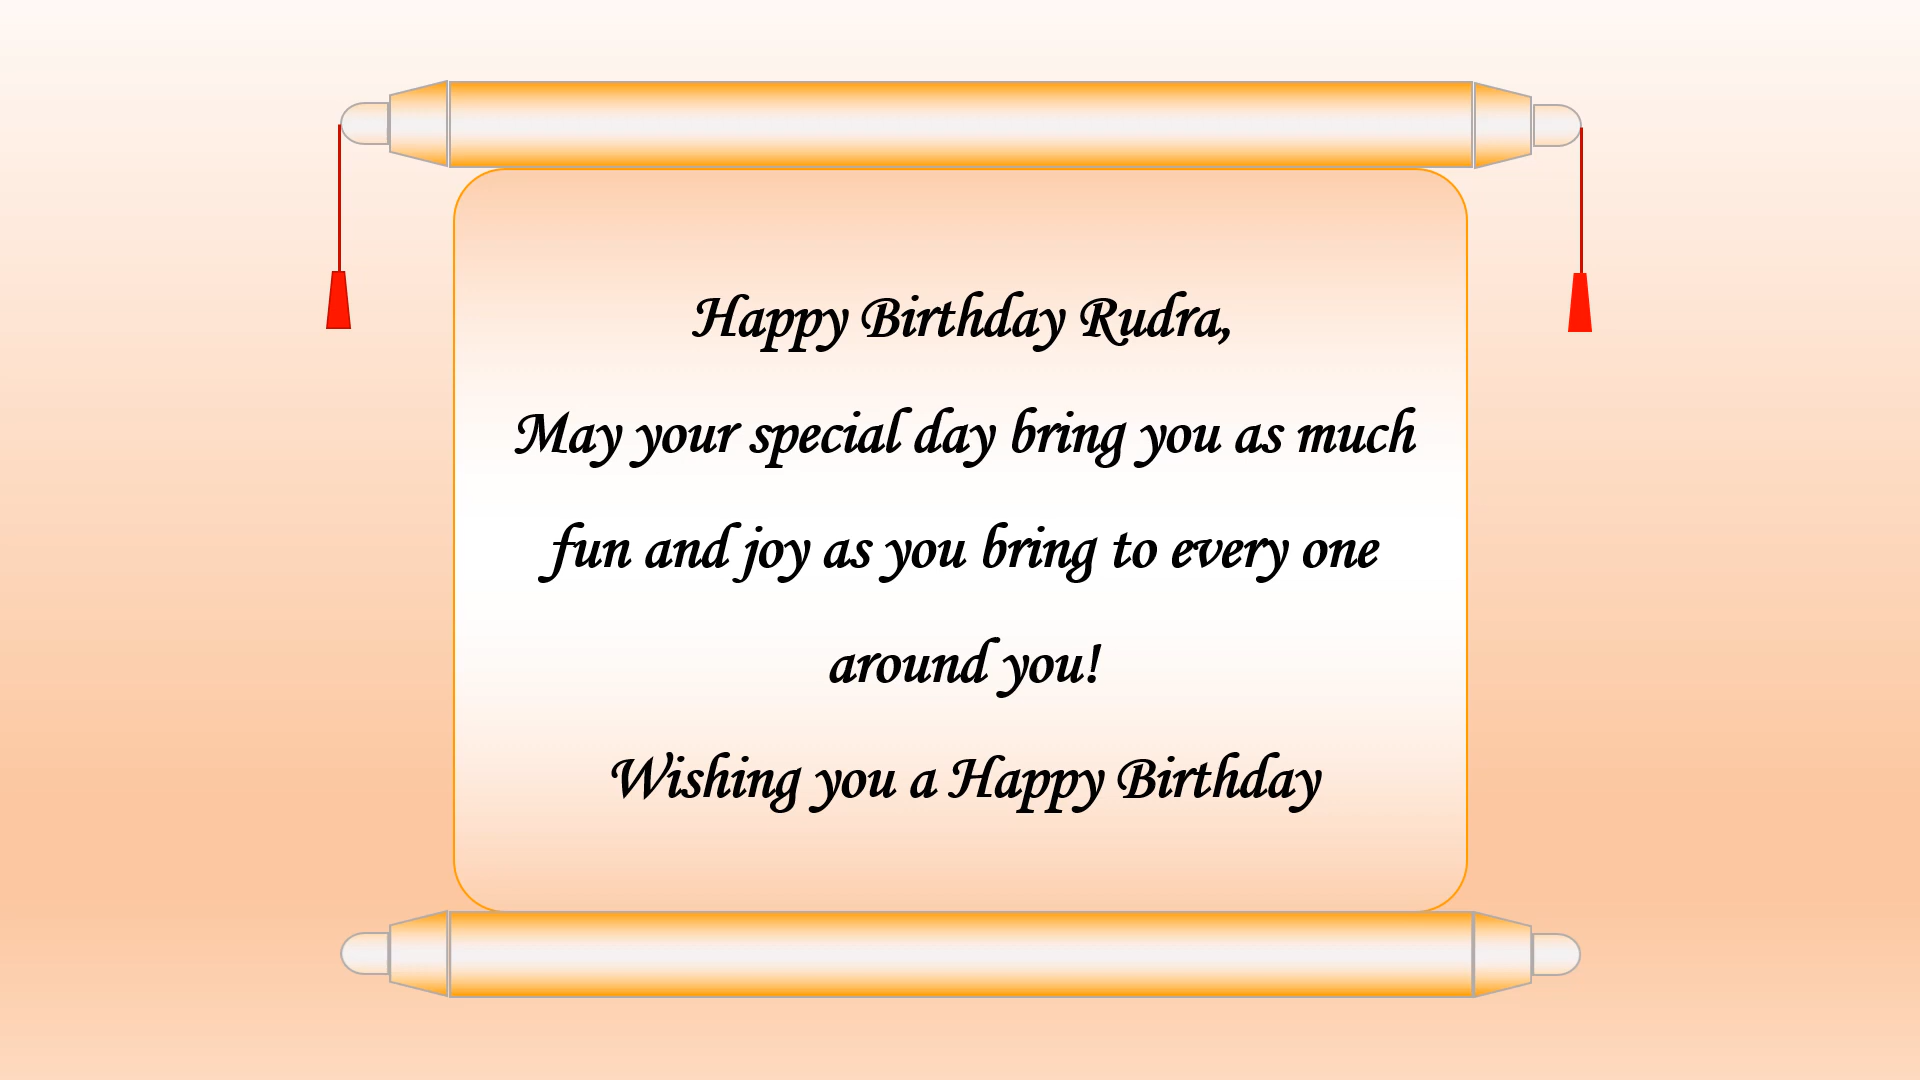 Happy Birthday Rudra,
May your special day bring you as much
fun and joy as you bring to every one
around you!
Wishing you a Happy Birthday